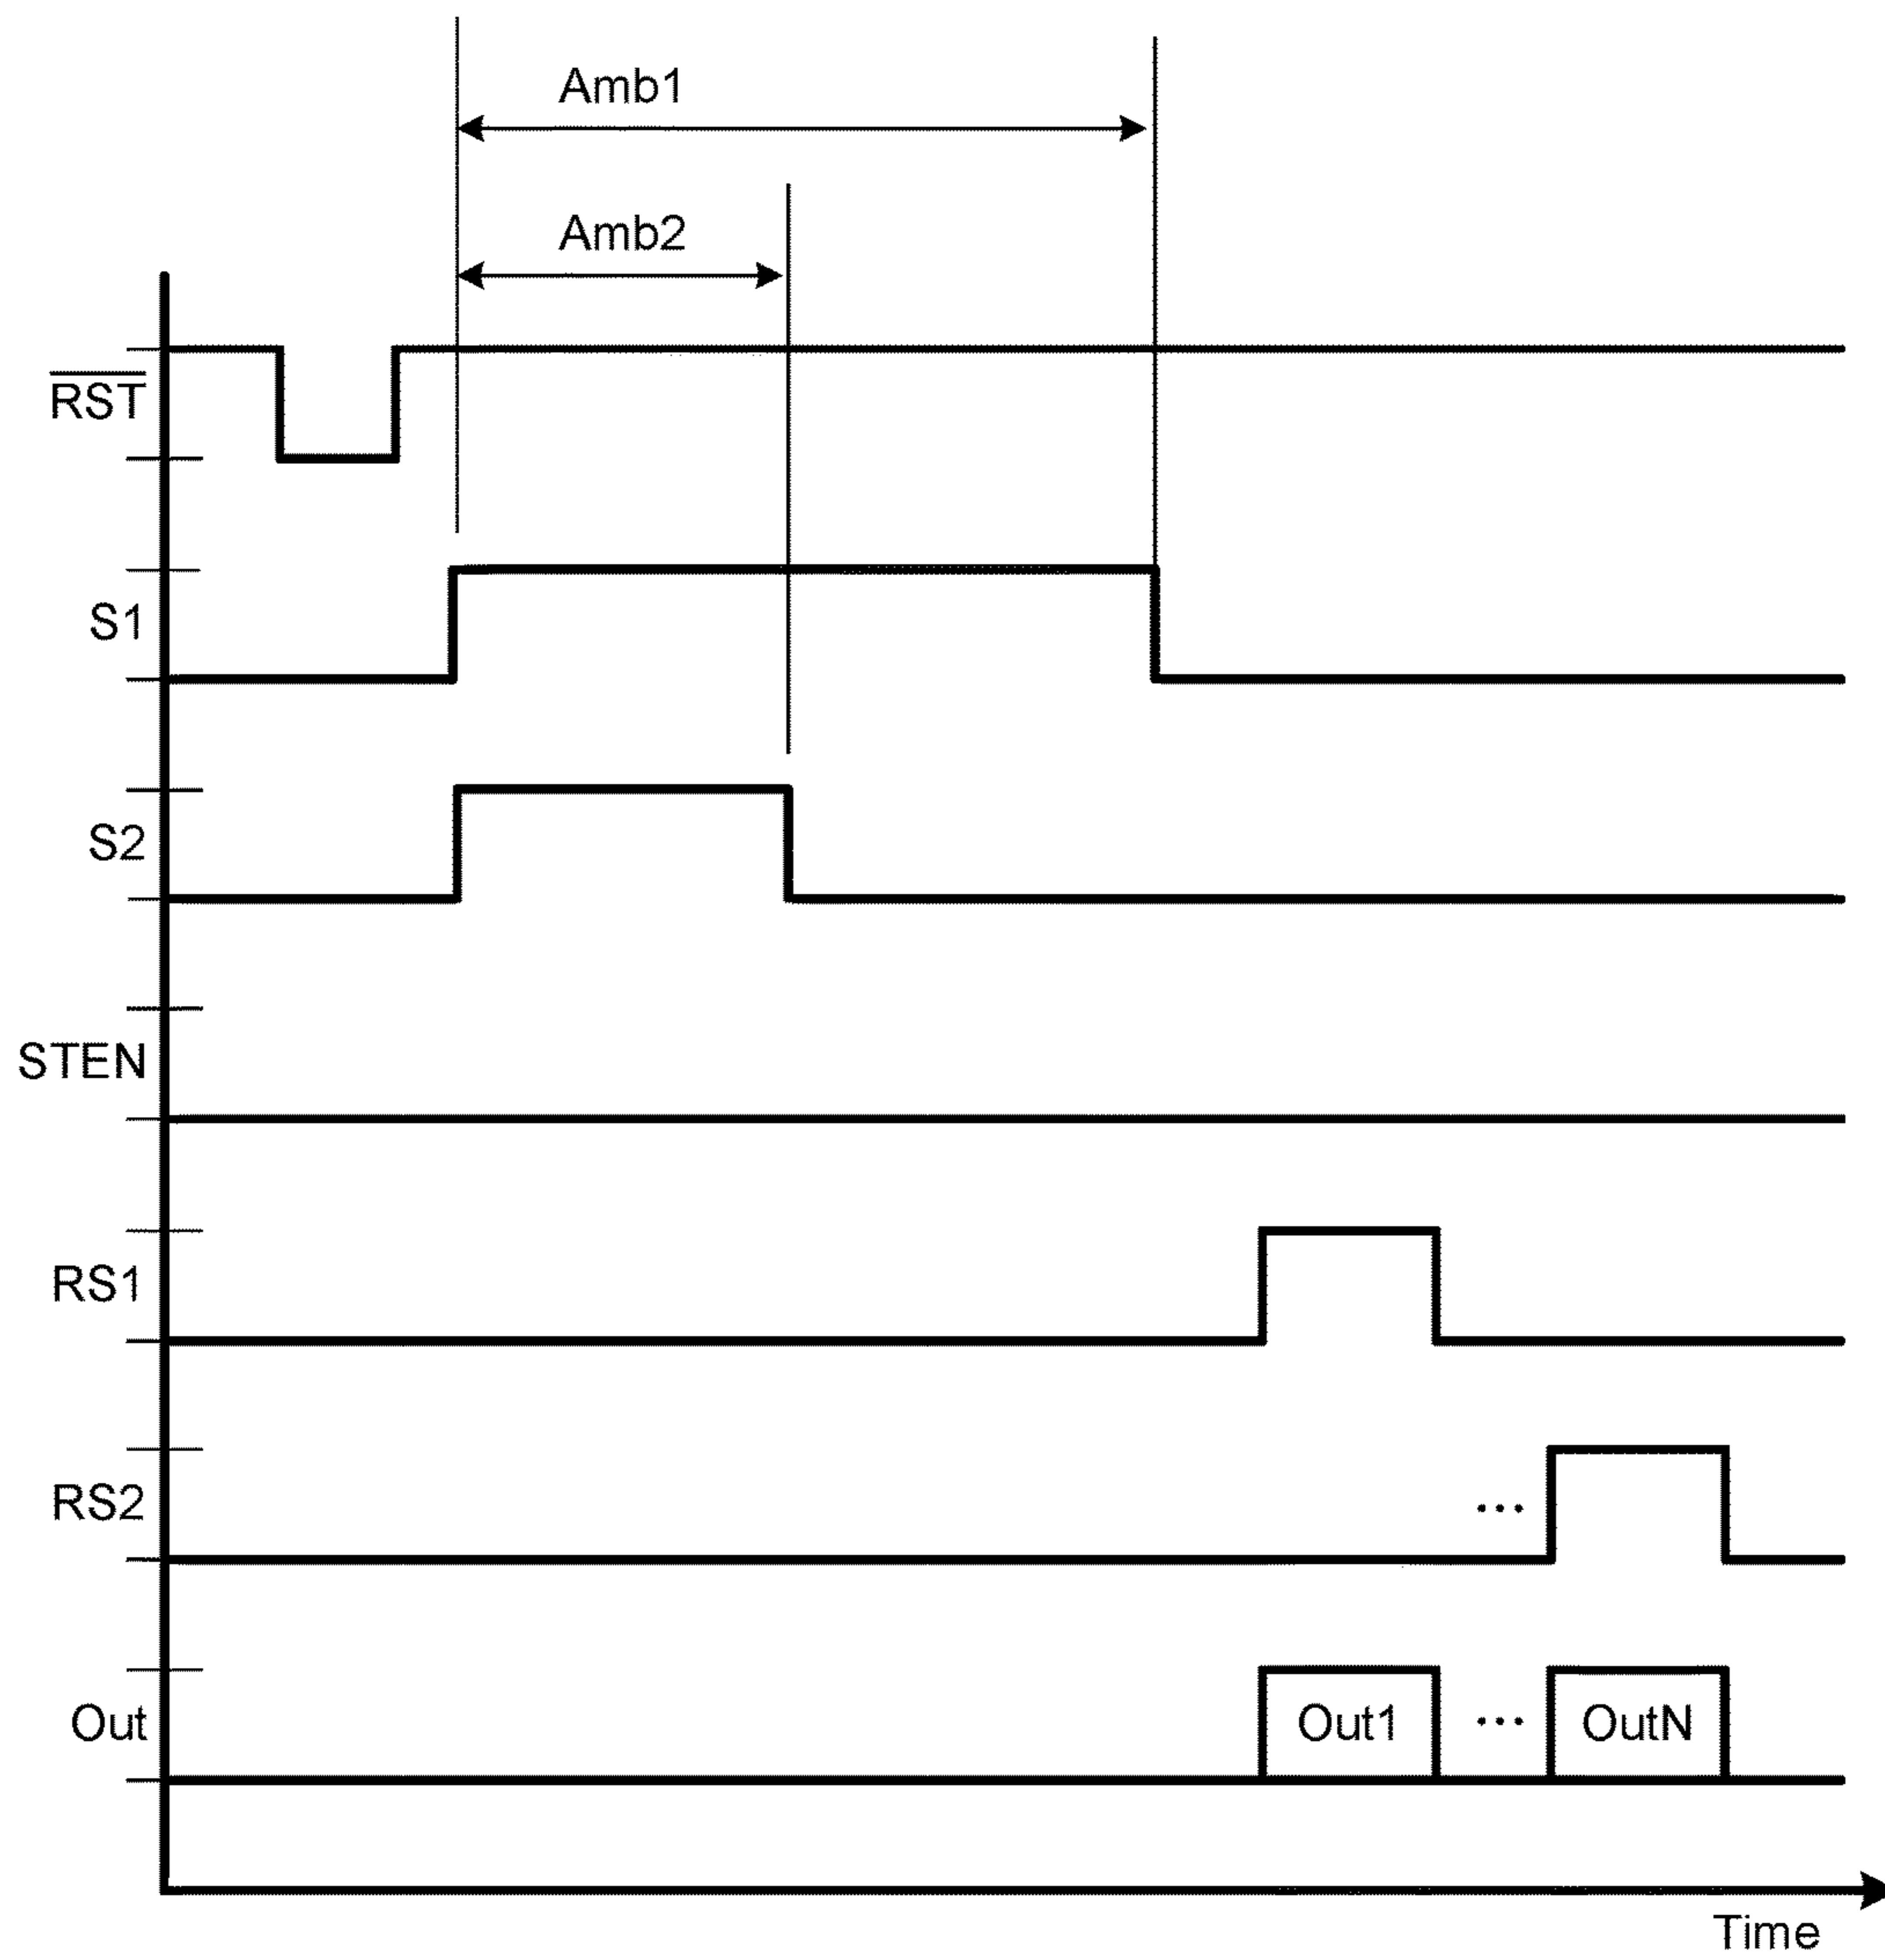 Amb1
Amb2
RST
S1
S2
STEN
RS1
RS2
...
Out
Out1
...
OutN
Time